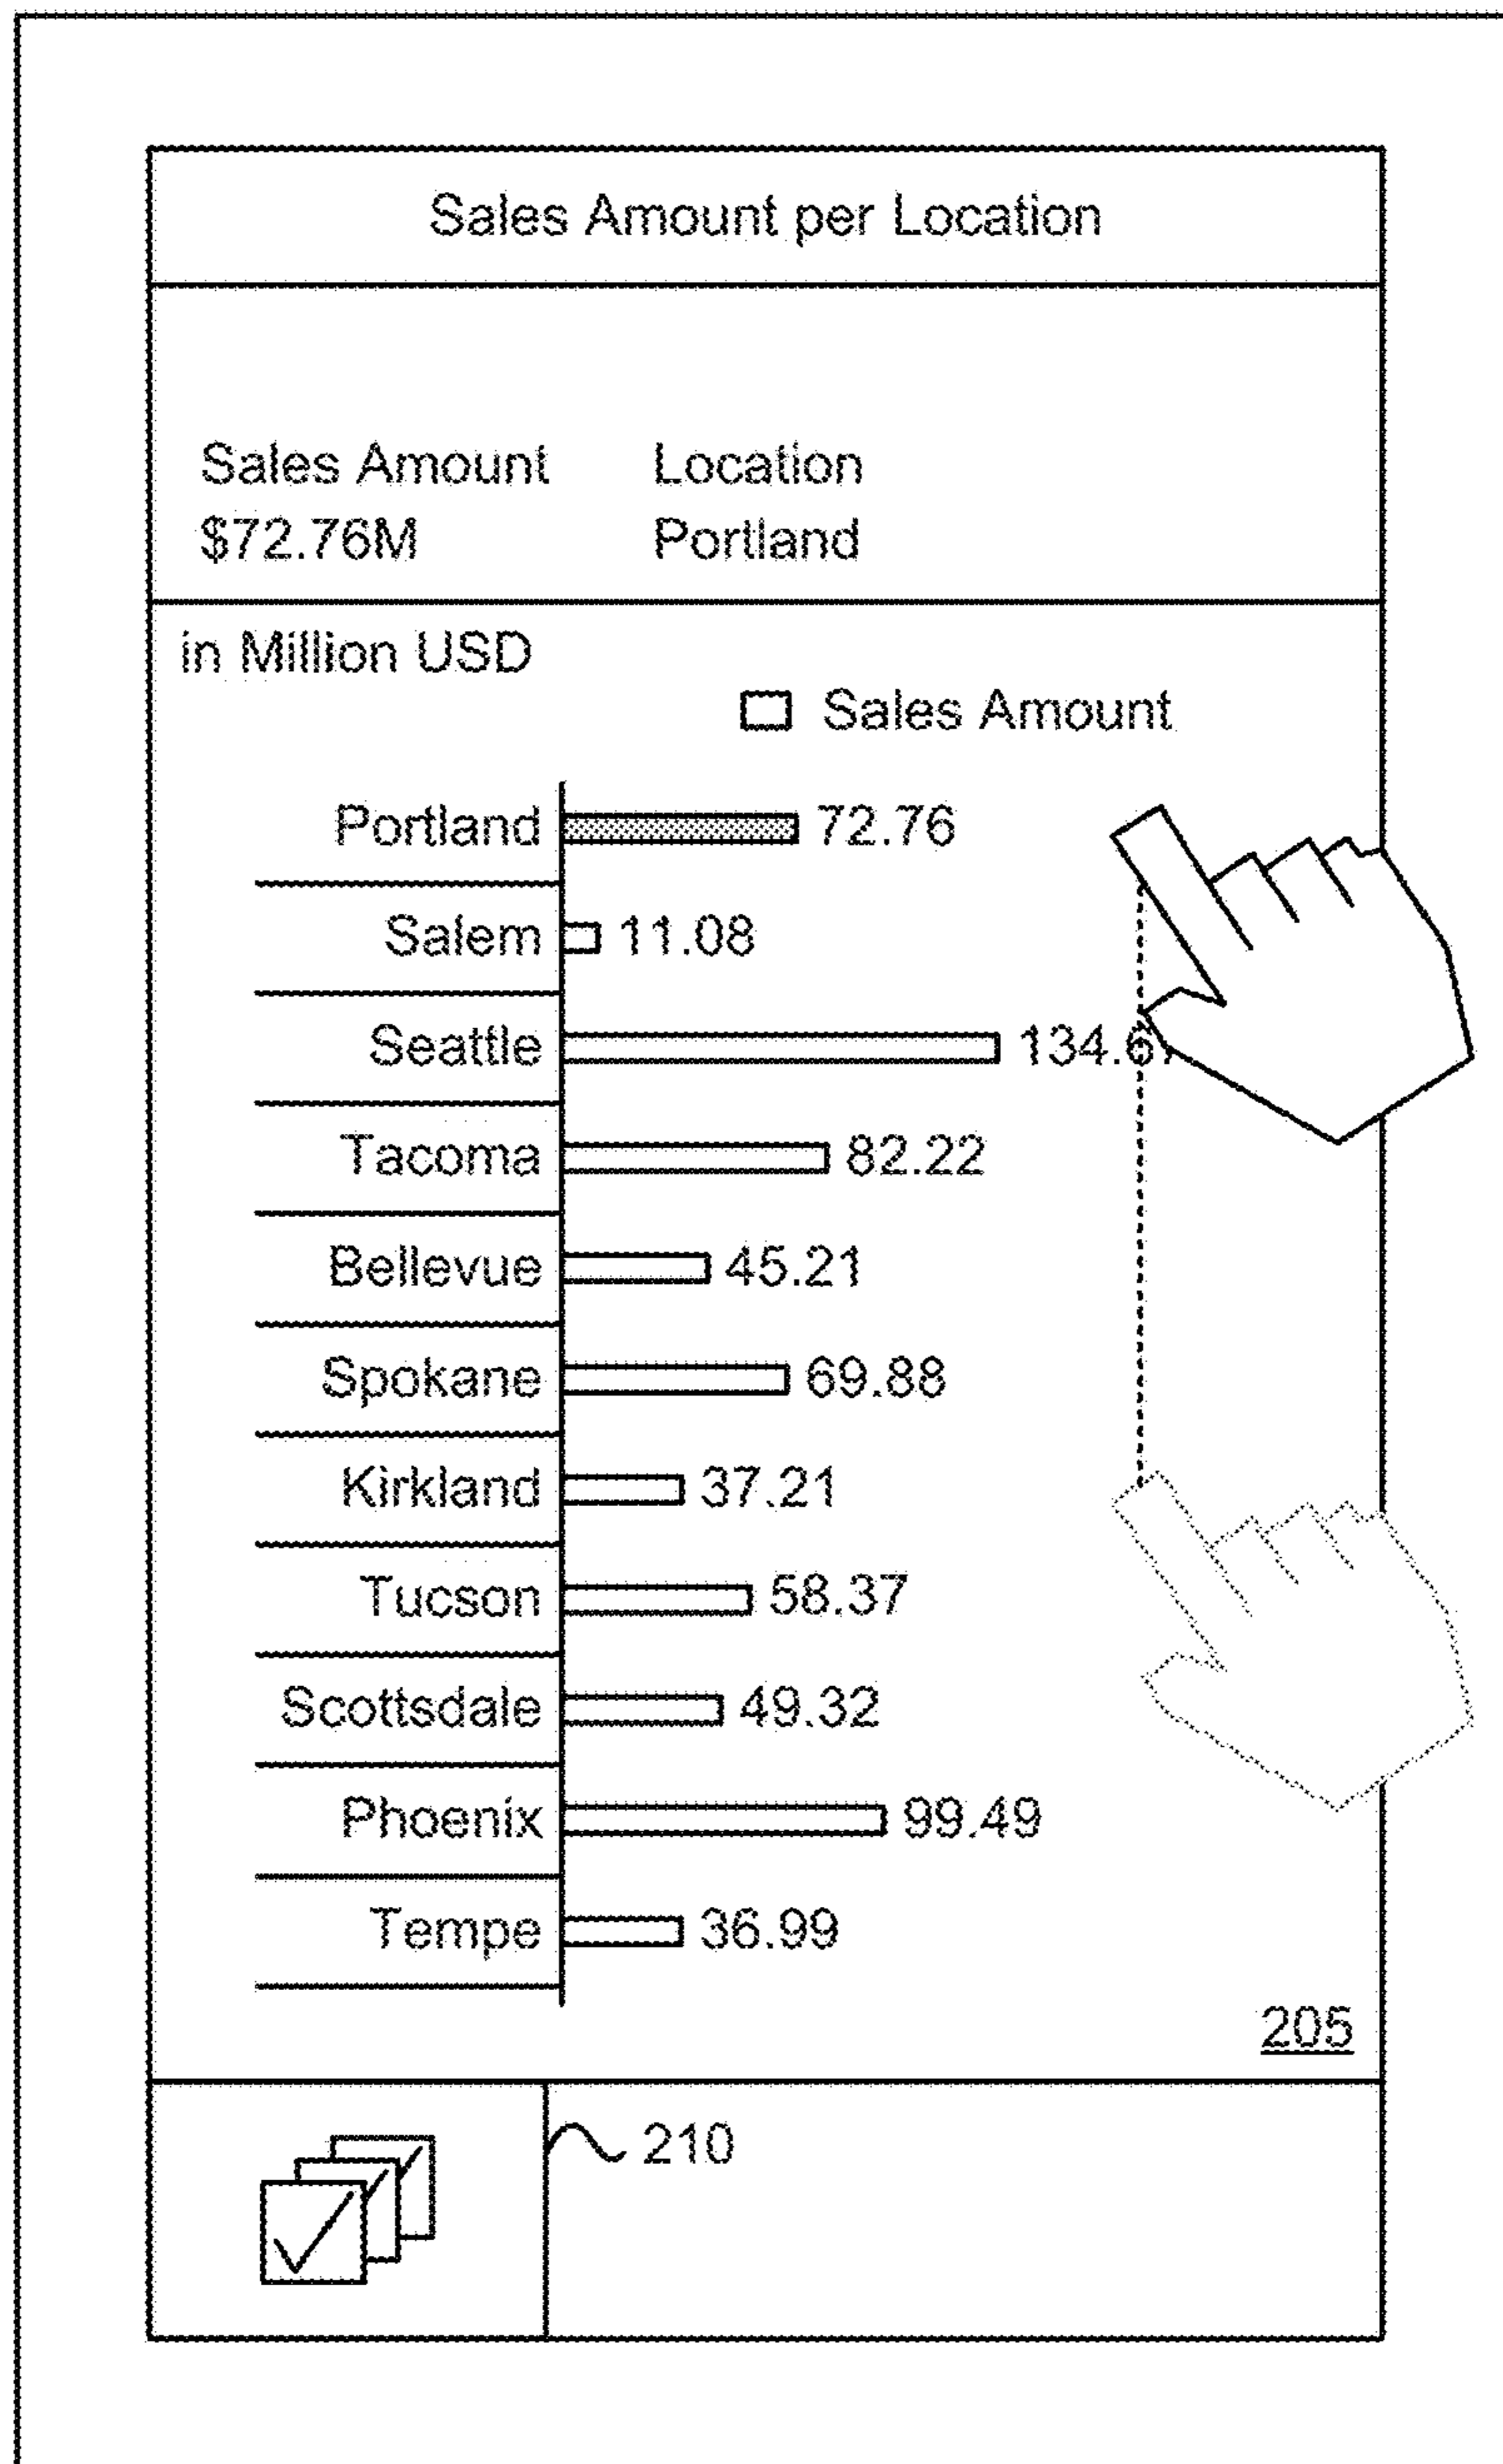 Sales Amount per Location
Sales Amount Location
$72.76M Portland
in Million USD
Sales Amount
Portland 72.76
Salem 11.08
Seattle 134.67
Tacoma 82.22
Bellevue 45.21
Spokane 69.88
Kirkland 37.21
Tucson 58.37
Scottsdale 49.32
Phoenix 99.49
Tempe 36.99
205
210